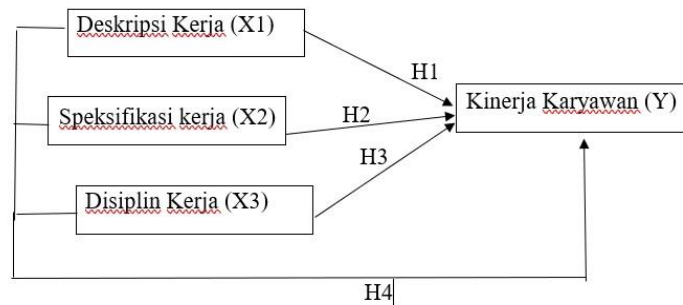 Deskripsi Kerja (X1)
H1
Kinerja Karyawan (Y)
Speksifikasi kerja (X2)
H2
H3
Disiplin Kerja (X3)
H4